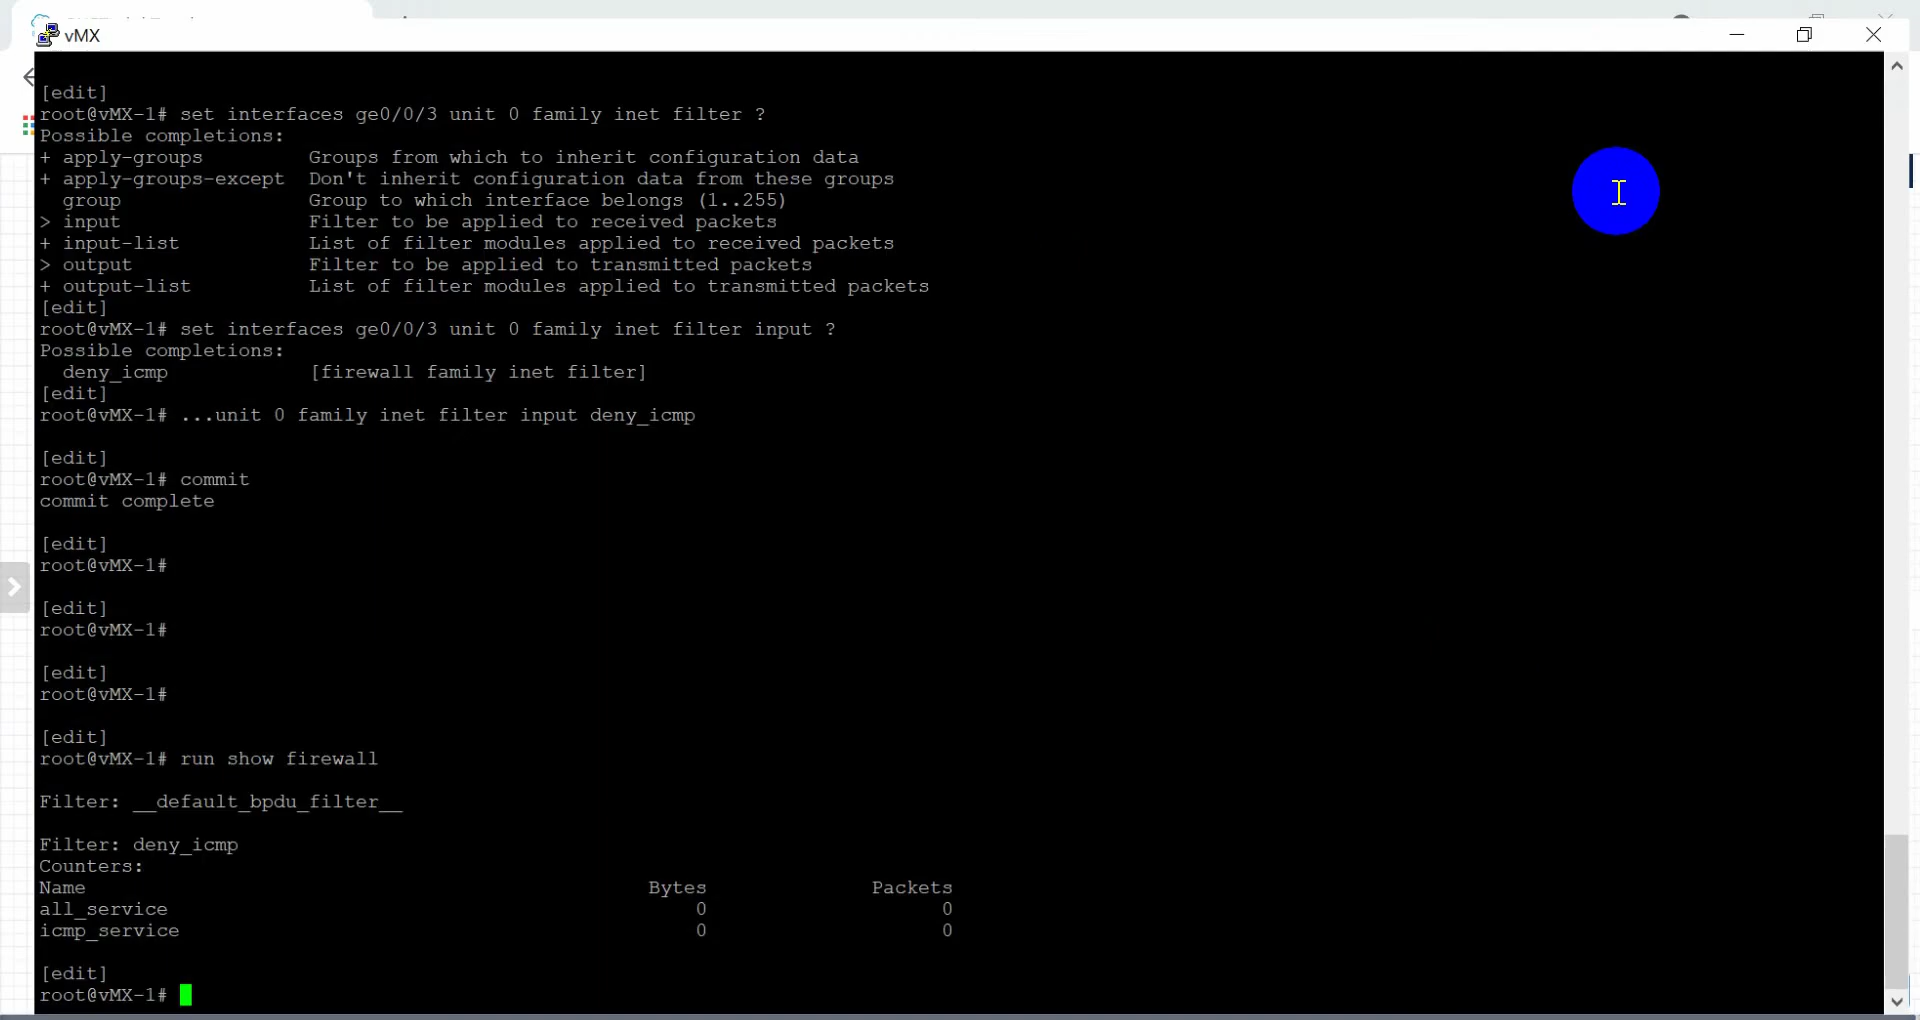 vMX
[edit]
root@vMX-1# set interfaces ge0/0/3 unit 0 family inet filter ?
Possible completions:
+ apply-groups Groups from which to inherit configuration data
+ apply-groups-except Don't inherit configuration data from these groups
group Group to which interface belongs (1..255)
> input Filter to be applied to received packets
+ input-list List of filter modules applied to received packets
> output Filter to be applied to transmitted packets
+ output-list List of filter modules applied to transmitted packets
[edit]
root@vMX-1# set interfaces ge0/0/3 unit 0 family inet filter input ?
Possible completions:
deny_icmp [firewall family inet filter]
[edit]
root@vMX-1# ...unit 0 family inet filter input deny_icmp
[edit]
root@vMX-1# commit
commit complete
[edit]
root@vMX-1#
[edit]
root@vMX-1#
[edit]
root@vMX-1#
[edit]
root@vMX-1# run show firewall
Filter: __default_bpdu_filter__
Filter: deny_icmp
Counters:
Name Bytes Packets
all_service 0 0
icmp_service 0 0
[edit]
root@vMX-1#